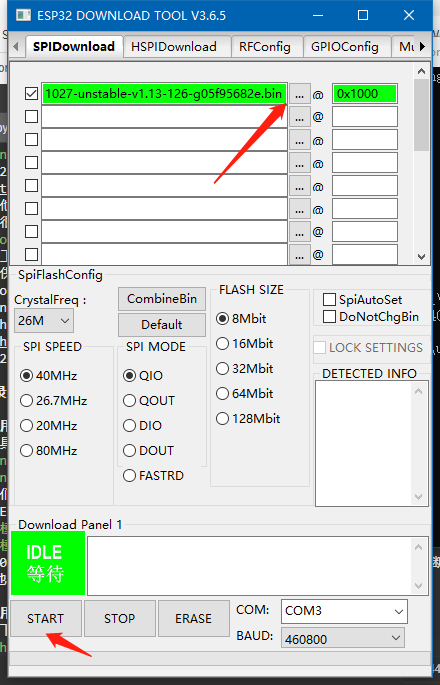 ESP32 DOWNLOAD TOOL V3.6.5
SPIDownload HSPIDownload RFConfig GPIOConfig Mu
1027-unstable-v1.13-126-g05f95682e.bin ... @ 0x1000
... @
... @
... @
... @
... @
... @
... @
SpiFlashConfig
CrystalFreq :
26M
CombineBin
Default
SPI SPEED
40MHz
26.7MHz
20MHz
80MHz
SPI MODE
QIO
QOUT
DIO
DOUT
FASTRD
FLASH SIZE
8Mbit
16Mbit
32Mbit
64Mbit
128Mbit
SpiAutoSet
DoNotChgBin
LOCK SETTINGS
DETECTED INFO
Download Panel 1
IDLE
等待
START STOP ERASE
COM: COM3
BAUD: 460800